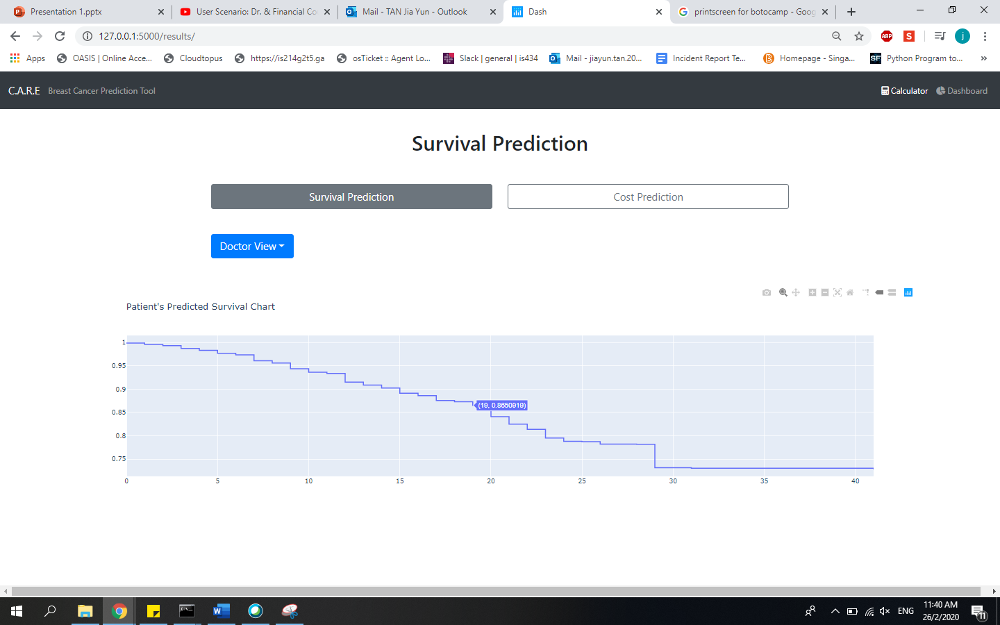 Presentation 1.pptx
User Scenario: Dr. & Financial Co
Mail - TAN Jia Yun - Outlook
Dash
printscreen for botocamp - Goog
127.0.0.1:5000/results/
ABP
S
j
Apps
OASIS | Online Acce...
Cloudtopus
https://is214g2t5.ga
osTicket :: Agent Lo...
Slack | general | is434
Mail - jiayun.tan.20...
Incident Report Te...
Homepage - Singa...
SF
Python Program to...
»
C.A.R.E Breast Cancer Prediction Tool
Calculator
Dashboard
Survival Prediction
Survival Prediction
Cost Prediction
Doctor View
Patient's Predicted Survival Chart
1
0.95
0.9
0.85
0.8
0.75
(19, 0.8650919)
0 5 10 15 20 25 30 35 40
ENG
11:40 AM
26/2/2020
11